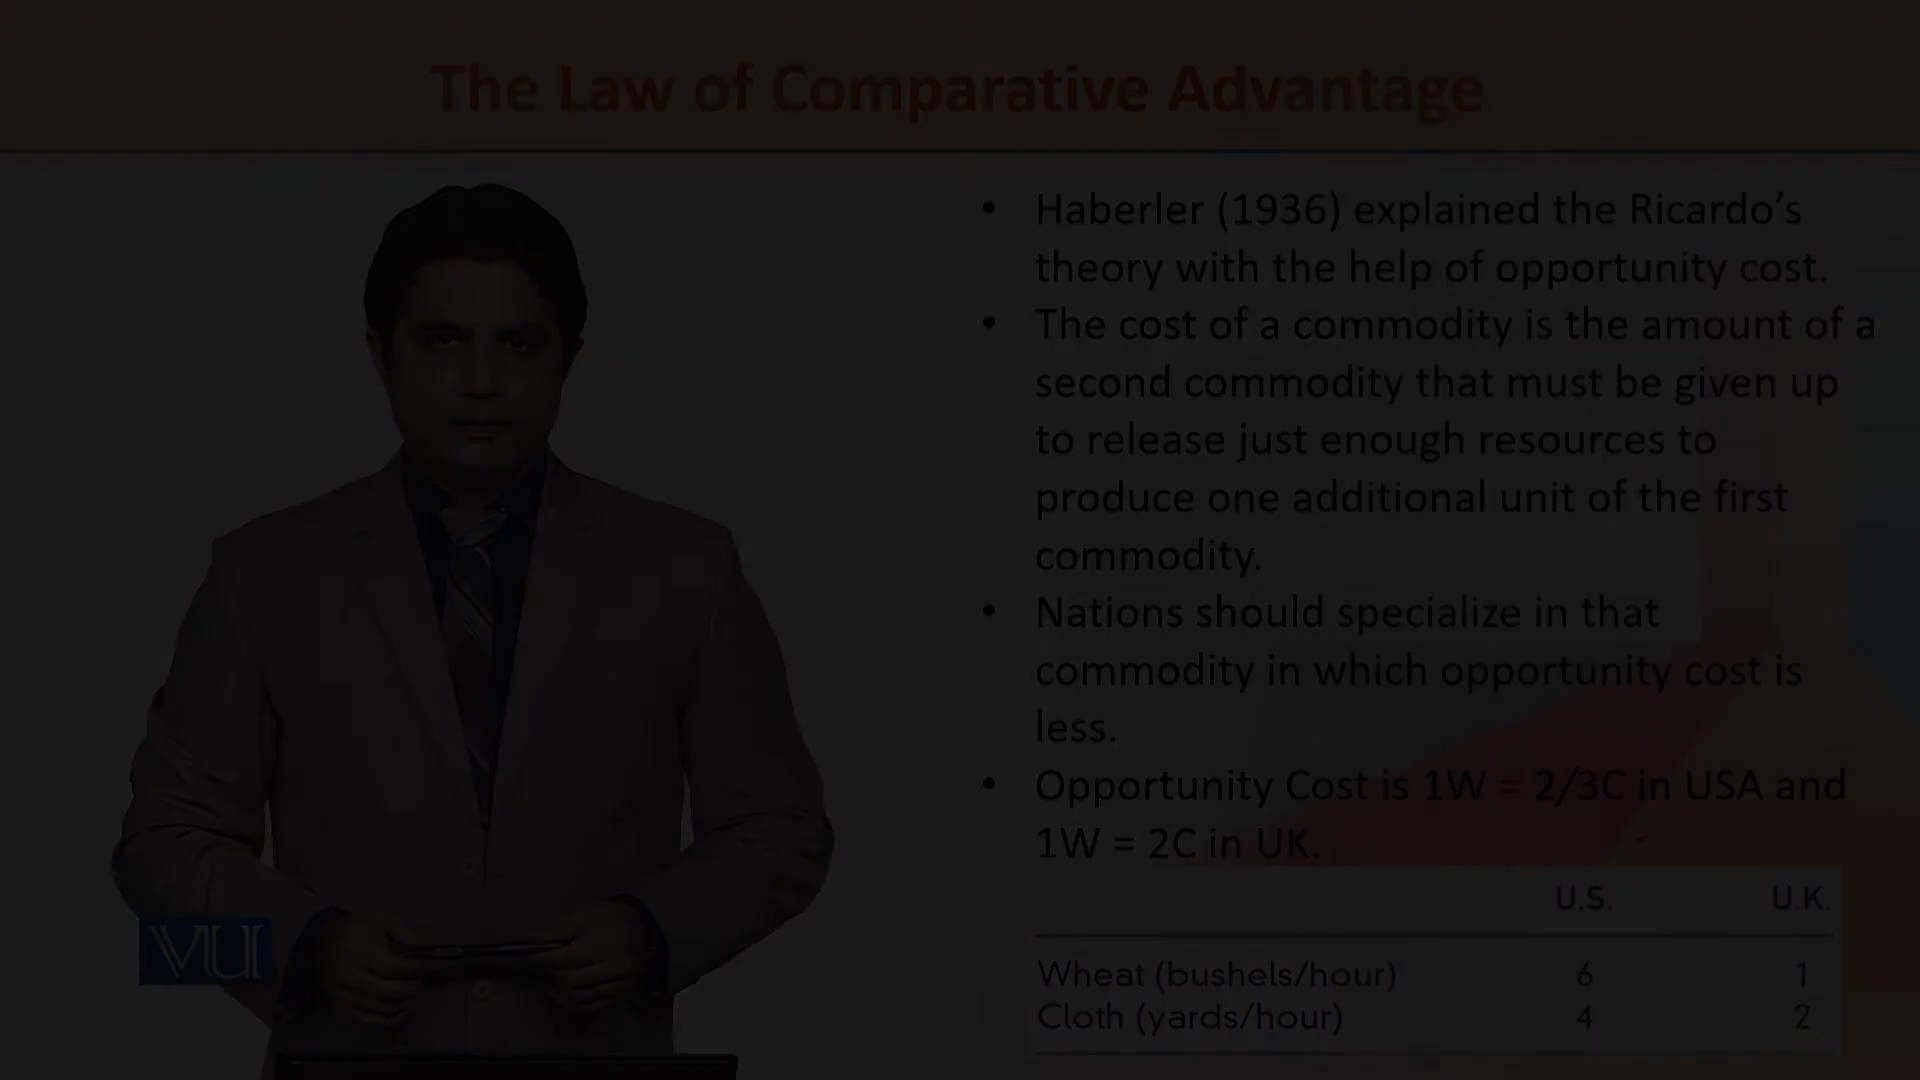 The Law of Comparative Advantage
• Haberler (1936) explained the Ricardo's
theory with the help of opportunity cost.
• The cost of a commodity is the amount of a
second commodity that must be given up
to release just enough resources to
produce one additional unit of the first
commodity.
• Nations should specialize in that
commodity in which opportunity cost is
less.
• Opportunity Cost is 1W = 2/3C in USA and
1W = 2C in UK.
U.S. U.K.
Wheat (bushels/hour) 6 1
Cloth (yards/hour) 4 2
VU